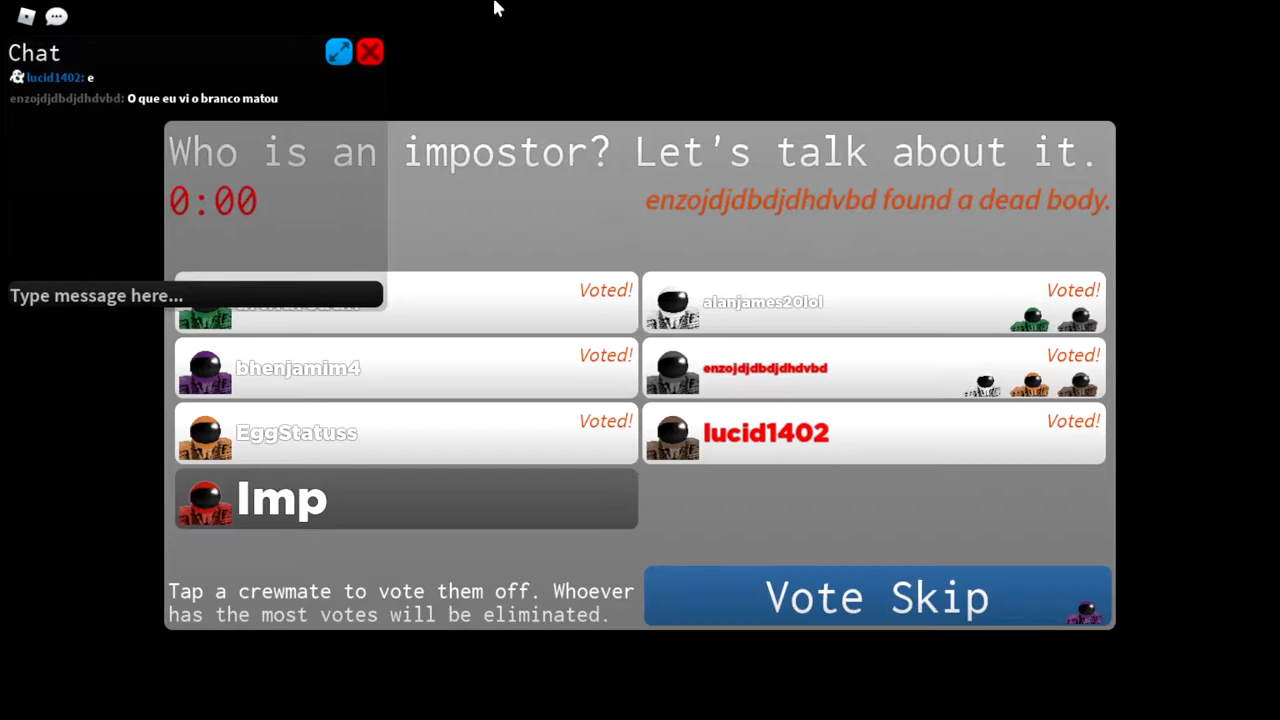 Chat
lucid1402: e
enzojdjdbdjdhdvbd: O que eu vi o branco matou
Who is an impostor? Let's talk about it.
0:00
enzojdjdbdjdhdvbd found a dead body.
Type message here...
Voted!
alanjames20lol
Voted!
bhenjamim4
Voted!
enzojdjdbdjdhdvbd
Voted!
EggStatuss
Voted!
lucid1402
Voted!
Imp
Tap a crewmate to vote them off. Whoever
has the most votes will be eliminated.
Vote Skip